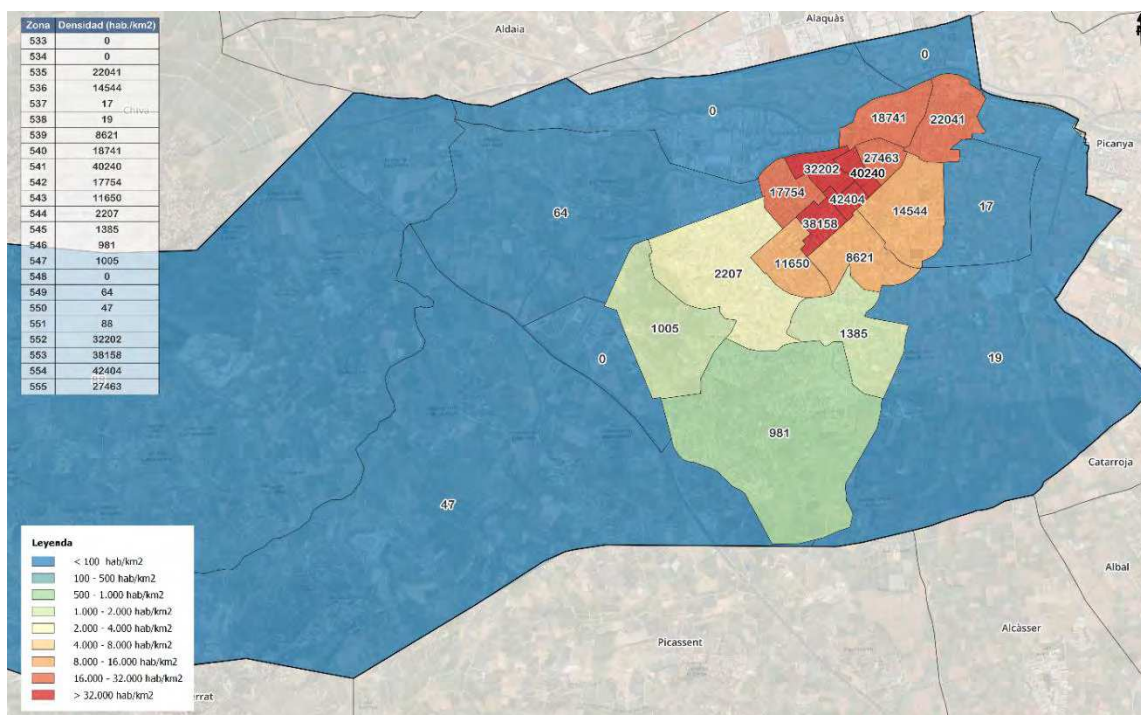 Zona Densidad (hab./km2)
533 0
534 0
535 22041
536 14544
537 17
538 19
539 8621
540 18741
541 40240
542 17754
543 11650
544 2207
545 1385
546 981
547 1005
548 0
549 64
550 47
551 88
552 32202
553 38158
554 42404
555 27463
Chiva
Aldaia
Alaquàs
Picanya
Catarroja
Albal
Alcàsser
Picassent
rrat
0
0
18741
22041
27463
32202
40240
17754
42404
14544
17
38158
64
11650
8621
2207
1005
1385
0
19
981
47
Leyenda
< 100 hab/km2
100 - 500 hab/km2
500 - 1.000 hab/km2
1.000 - 2.000 hab/km2
2.000 - 4.000 hab/km2
4.000 - 8.000 hab/km2
8.000 - 16.000 hab/km2
16.000 - 32.000 hab/km2
> 32.000 hab/km2